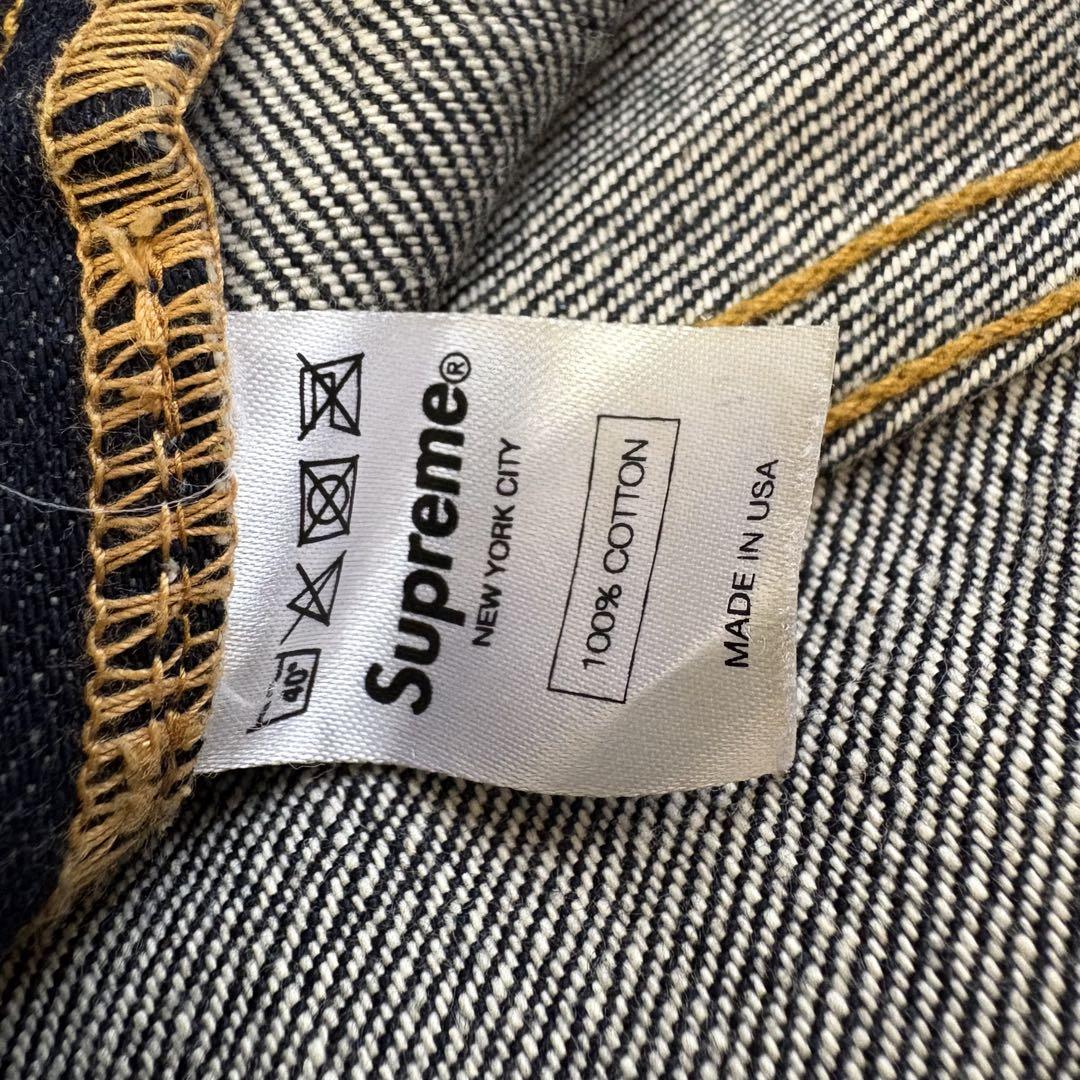 40°
Supreme®
NEW YORK CITY
100% COTTON
MADE IN USA